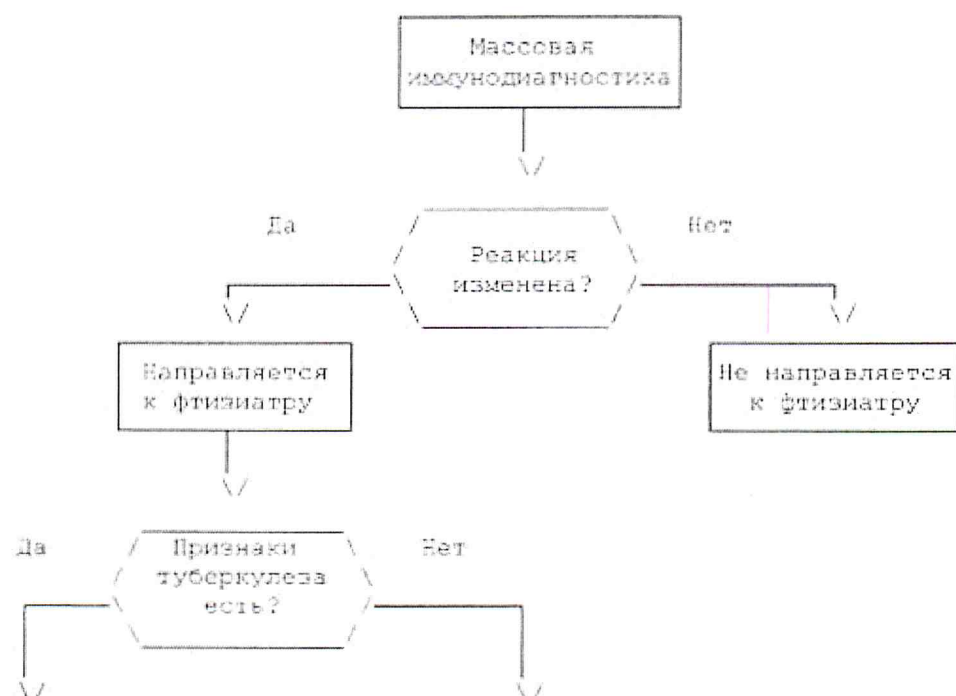 Массовая
иммунодиагностика
Да
Нет
Реакция
изменена?
Направляется
к фтизиатру
Не направляется
к фтизиатру
Да
Признаки
туберкулеза
есть?
Нет